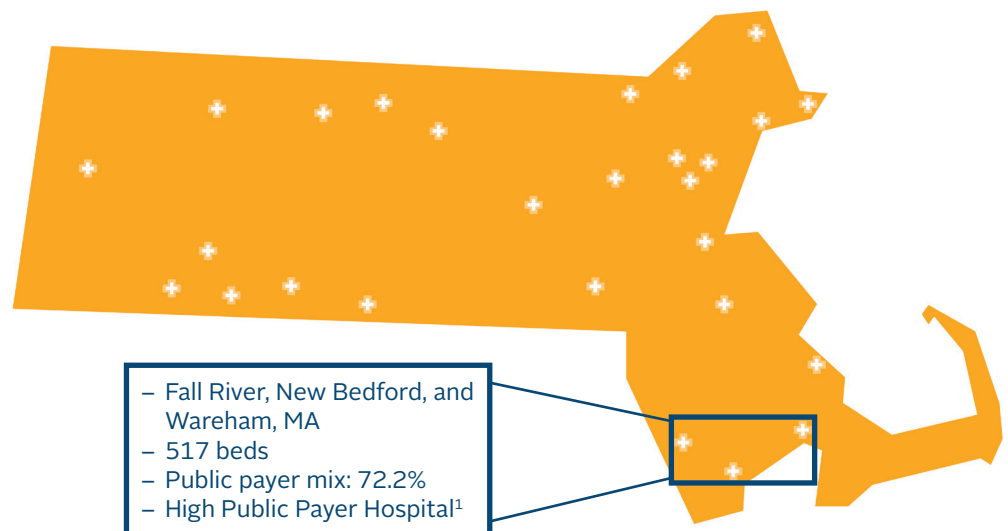 – Fall River, New Bedford, and
Wareham, MA
– 517 beds
– Public payer mix: 72.2%
– High Public Payer Hospital¹